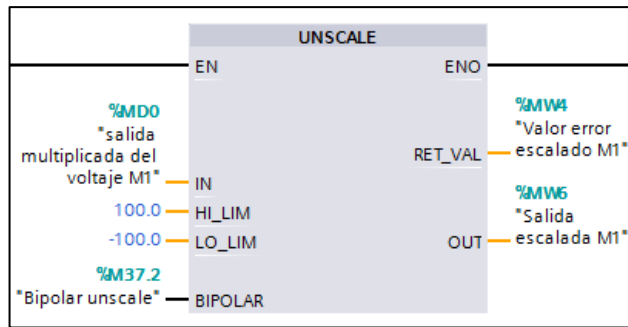 UNSCALE
EN
ENO
%MD0
"salida
multiplicada del
voltaje M1"
IN
100.0
HI_LIM
-100.0
LO_LIM
%M37.2
"Bipolar unscale"
BIPOLAR
%MW4
"Valor error
escalado M1"
RET_VAL
%MW6
"Salida
escalada M1"
OUT